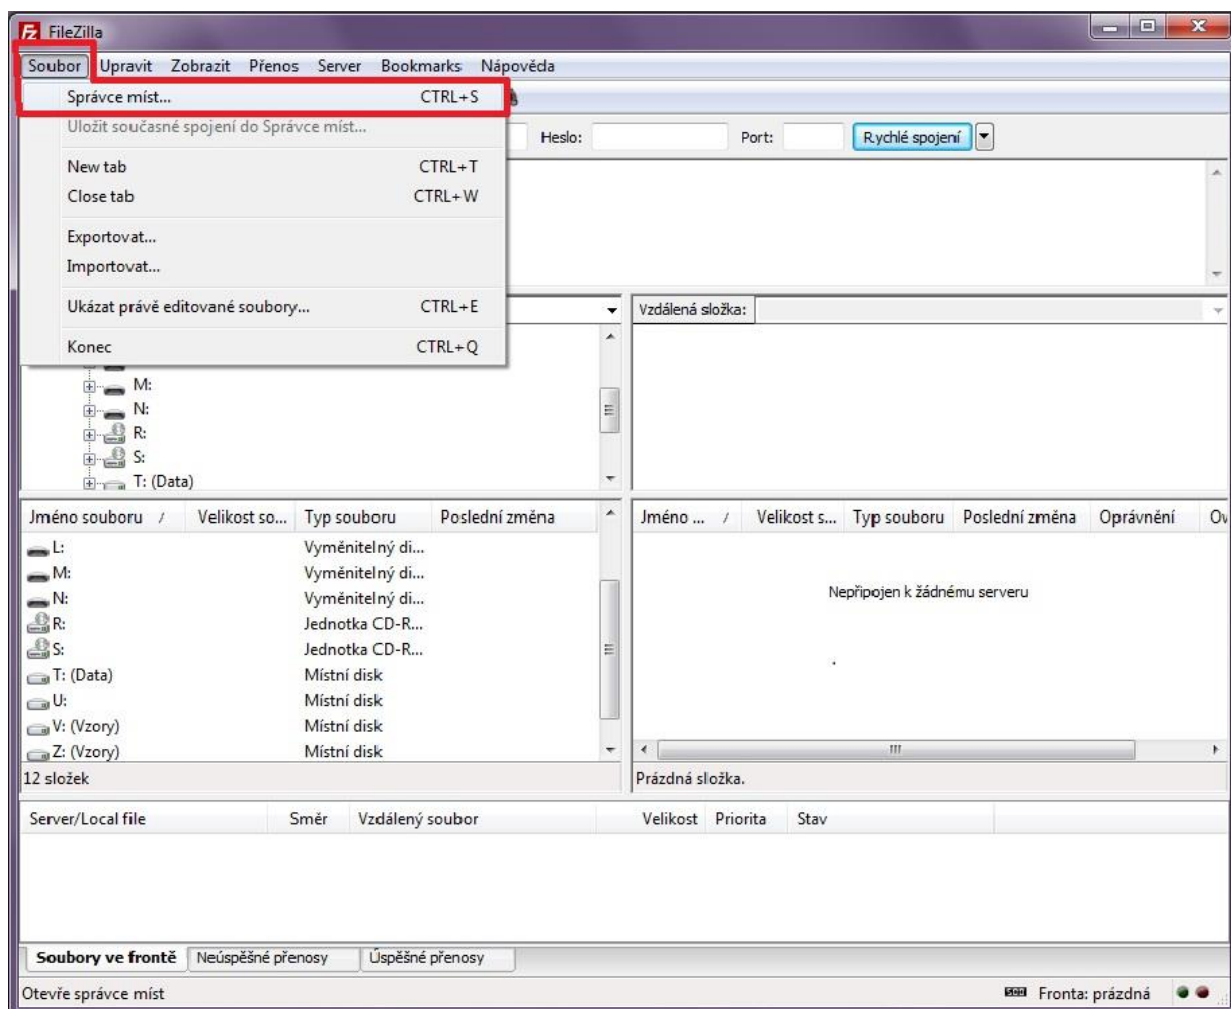 FileZilla
Soubor Upravit Zobrazit Přenos Server Bookmarks Nápověda
Správce míst... CTRL+S
Uložit současné spojení do Správce míst...
Heslo: Port: Rychlé spojení
New tab CTRL+T
Close tab CTRL+W
Exportovat...
Importovat...
Ukázat právě editované soubory... CTRL+E
Vzdálená složka:
Konec CTRL+Q
M:
N:
R:
S:
T: (Data)
Jméno souboru / Velikost so... Typ souboru Poslední změna
L: Vyměnitelný di...
M: Vyměnitelný di...
N: Vyměnitelný di...
R: Jednotka CD-R...
S: Jednotka CD-R...
T: (Data) Místní disk
U: Místní disk
V: (Vzory) Místní disk
Z: (Vzory) Místní disk
12 složek
Jméno ... / Velikost s... Typ souboru Poslední změna Oprávnění
Nepřipojen k žádnému serveru
Prázdná složka.
Server/Local file Směr Vzdálený soubor Velikost Priorita Stav
Soubory ve frontě Neúspěšné přenosy Úspěšné přenosy
Otevře správce míst Fronta: prázdná